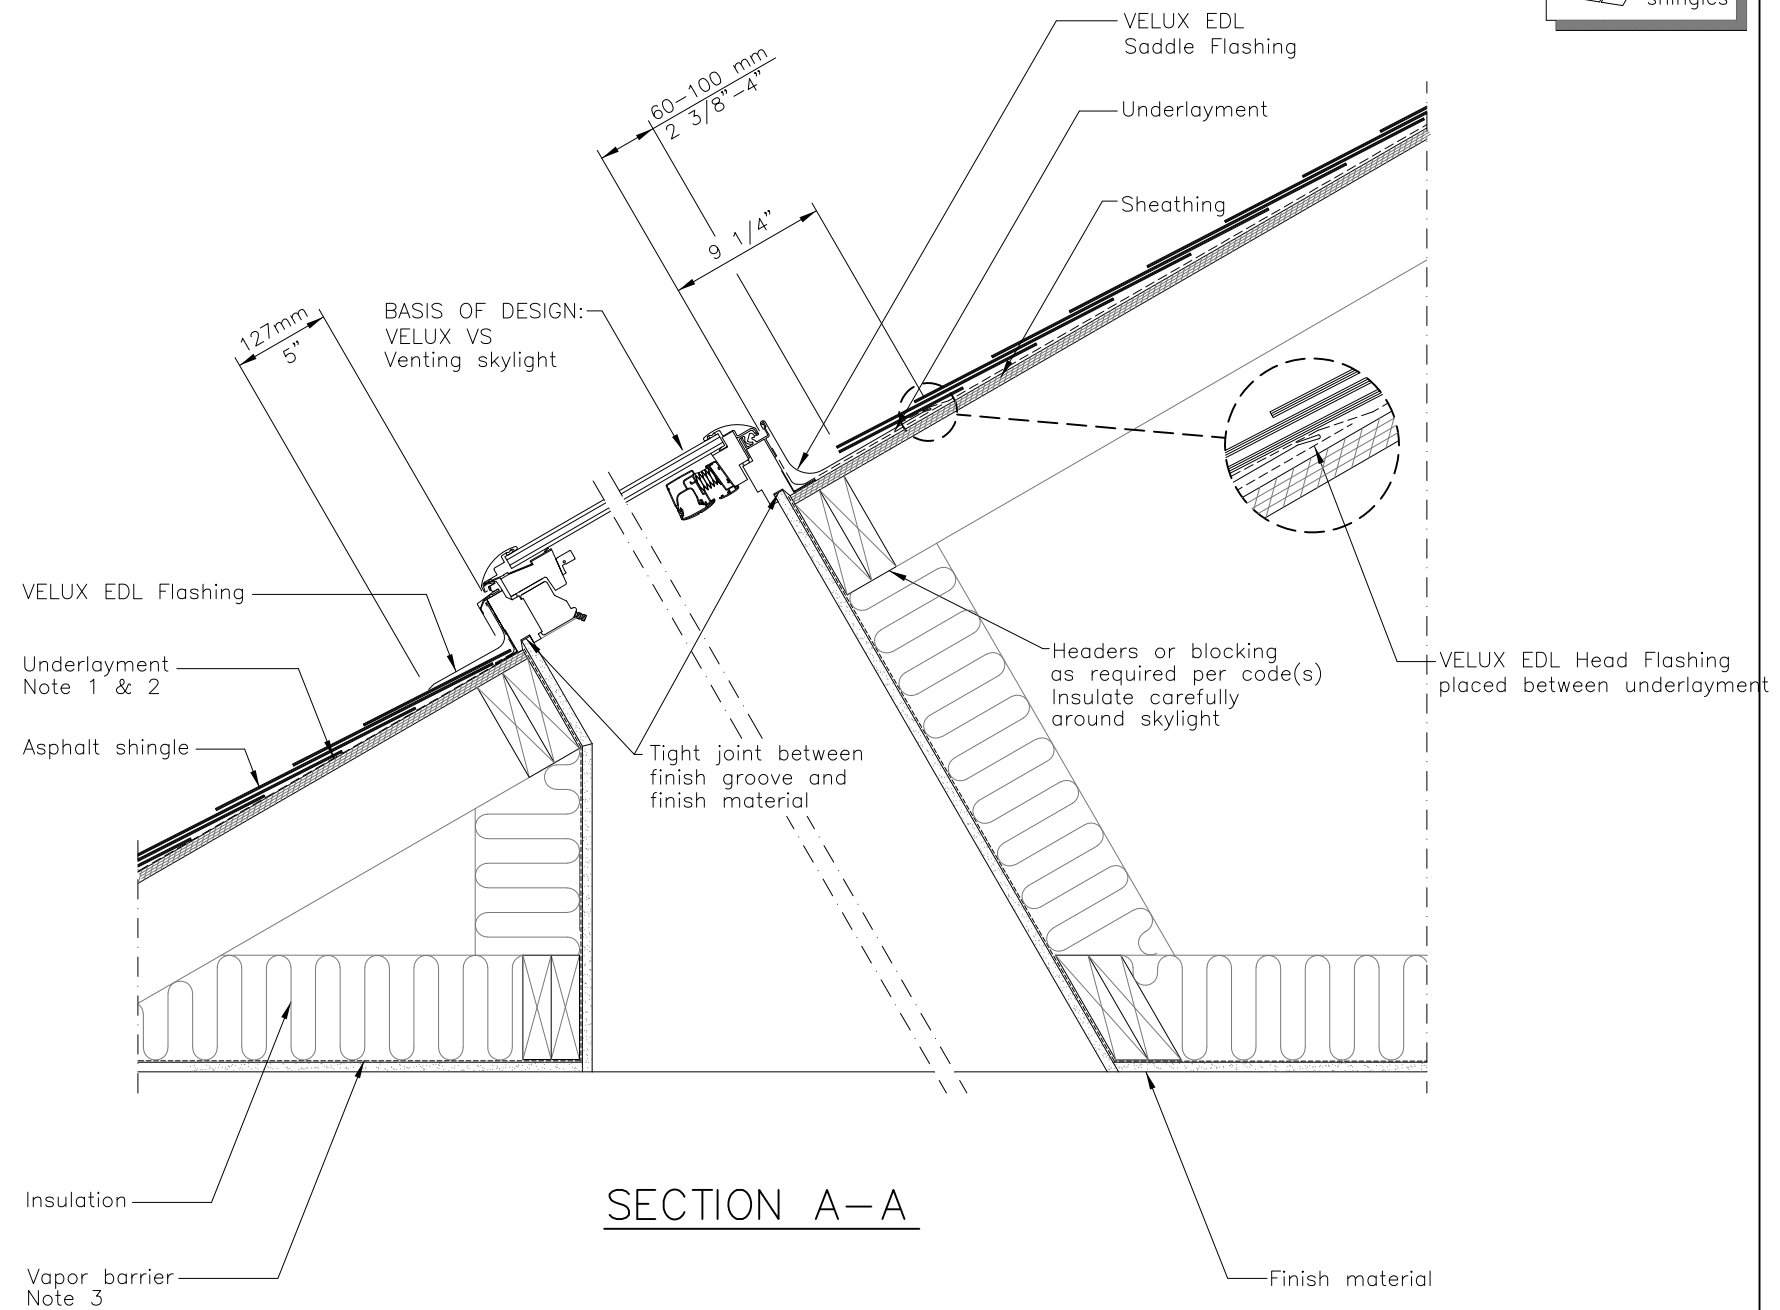 shingles
VELUX EDL
Saddle Flashing
60-100 mm
2 3/8"-4"
Underlayment
Sheathing
9 1/4"
127mm
5"
BASIS OF DESIGN:
VELUX VS
Venting skylight
VELUX EDL Flashing
Underlayment
Note 1 & 2
Asphalt shingle
Headers or blocking
as required per code(s)
Insulate carefully
around skylight
VELUX EDL Head Flashing
placed between underlayment
Tight joint between
finish groove and
finish material
Insulation
SECTION A-A
Vapor barrier
Note 3
Finish material